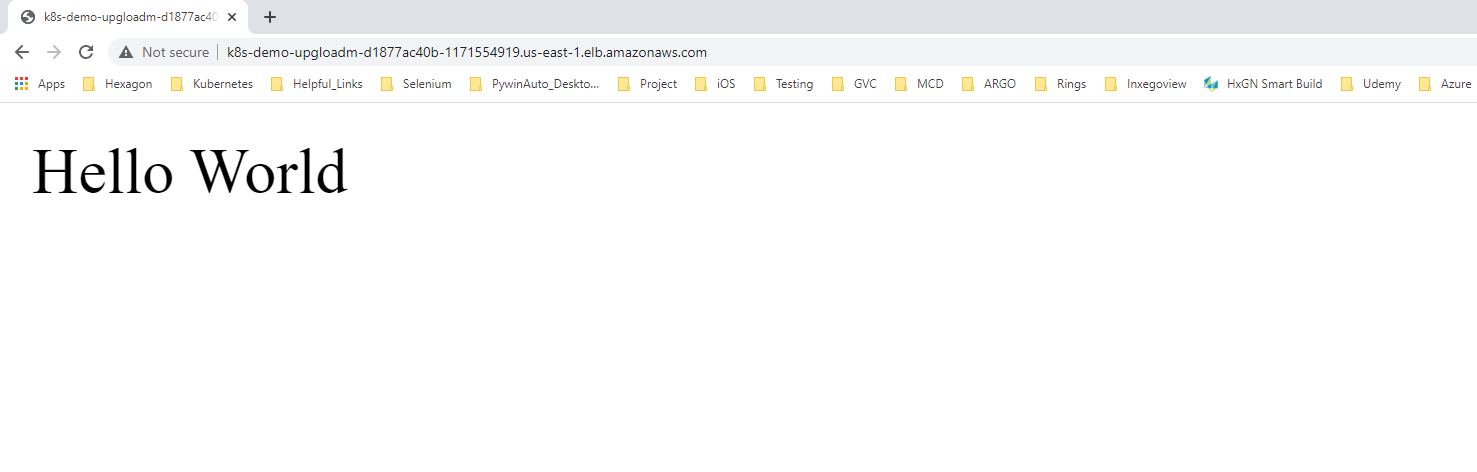 k8s-demo-upgloadm-d1877ac40
Not secure k8s-demo-upgloadm-d1877ac40b-1171554919.us-east-1.elb.amazonaws.com
Apps Hexagon Kubernetes Helpful_Links Selenium PywinAuto_Deskto... Project iOS Testing GVC MCD ARGO Rings Inxegoview HxGN Smart Build Udemy Azure
Hello World